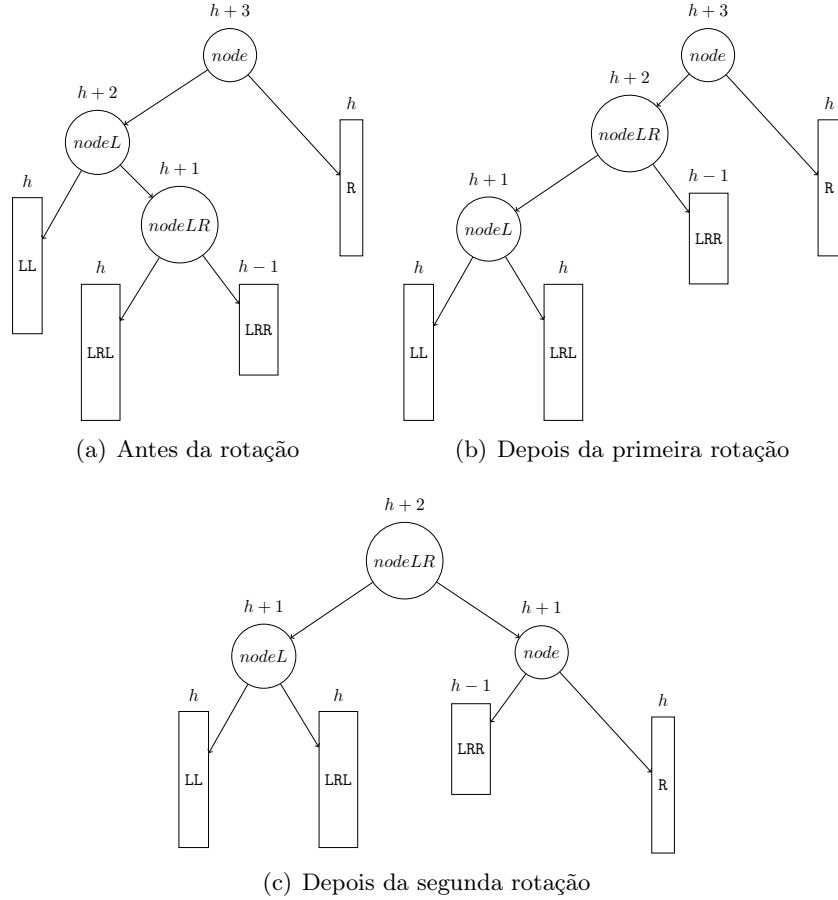 h + 3
node
h + 2
nodeL
h
R
h + 1
nodeLR
h
LL
h
LRL
h − 1
LRR
(a) Antes da rotação
h + 3
node
h + 2
nodeLR
h
R
h + 1
nodeL
h − 1
LRR
h
LL
h
LRL
(b) Depois da primeira rotação
h + 2
nodeLR
h + 1
nodeL
h + 1
node
h
LL
h
LRL
h − 1
LRR
h
R
(c) Depois da segunda rotação